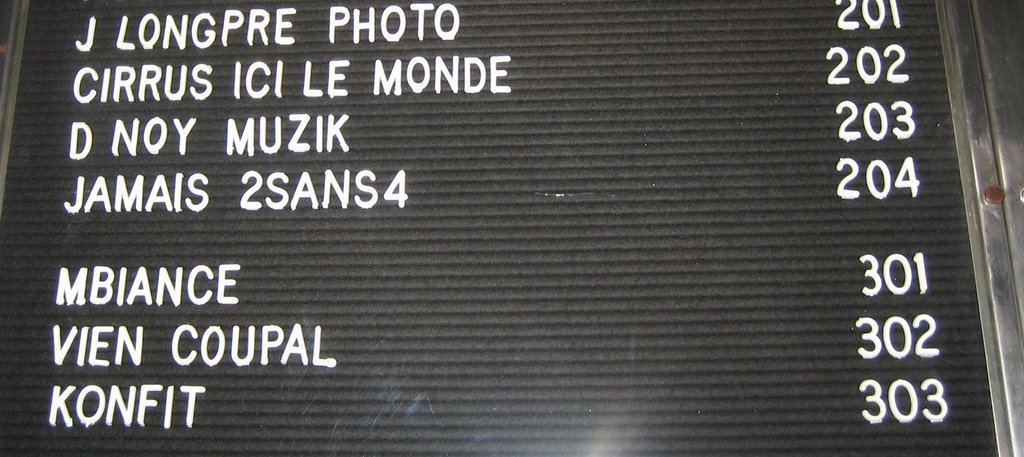 J LONGPRE PHOTO 201
CIRRUS ICI LE MONDE 202
D NOY MUZIK 203
JAMAIS 2SANS4 204
MBIANCE 301
VIEN COUPAL 302
KONFIT 303